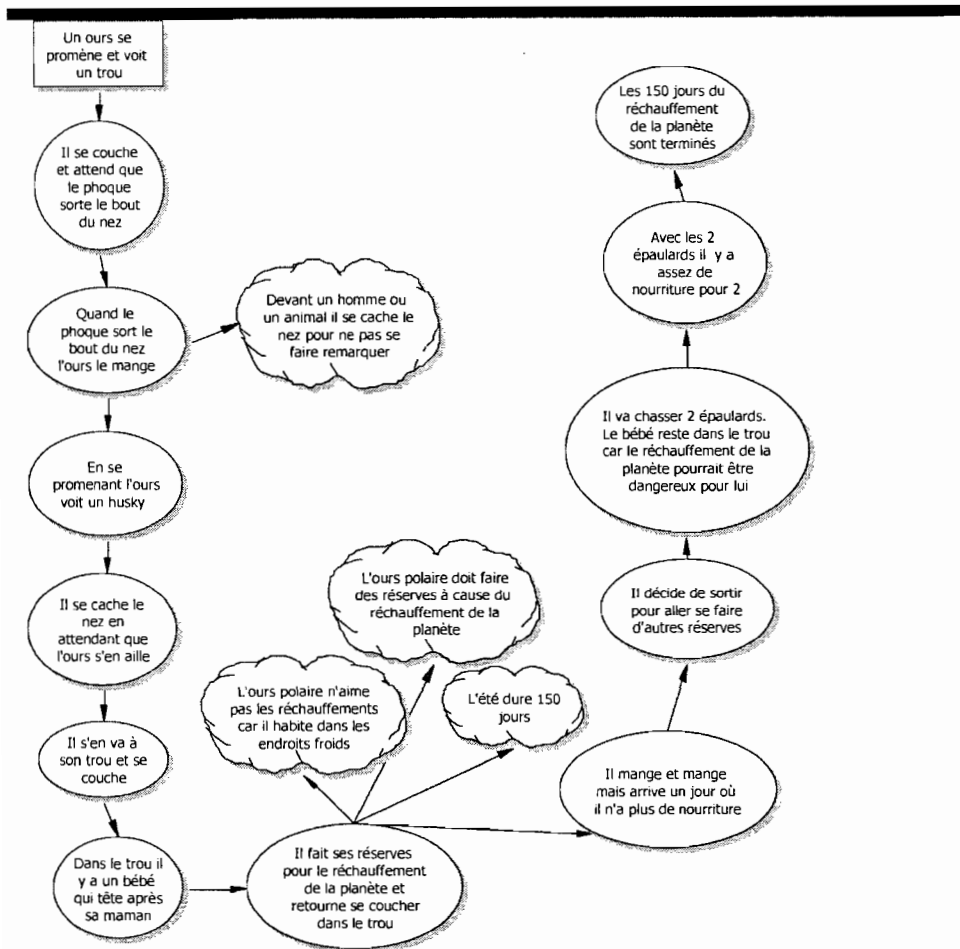 Un ours se
promène et voit
un trou
Il se couche
et attend que
le phoque
sorte le bout
du nez
Quand le
phoque sort le
bout du nez
l'ours le mange
Devant un homme ou
un animal il se cache le
nez pour ne pas se
faire remarquer
En se
promenant l'ours
voit un husky
Il se cache le
nez en
attendant que
l'ours s'en aille
Il s'en va à
son trou et se
couche
Dans le trou il
y a un bébé
qui tête après
sa maman
Il fait ses réserves
pour le réchauffement
de la planète et
retourne se coucher
dans le trou
L'ours polaire n'aime
pas les réchauffements
car il habite dans les
endroits froids
L'ours polaire doit faire
des réserves à cause du
réchauffement de la
planète
L'été dure 150
jours
Il mange et mange
mais arrive un jour où
il n'a plus de nourriture
Il décide de sortir
pour aller se faire
d'autres réserves
Il va chasser 2 épaulards.
Le bébé reste dans le trou
car le réchauffement de la
planète pourrait être
dangereux pour lui
Avec les 2
épaulards il y a
assez de
nourriture pour 2
Les 150 jours du
réchauffement
de la planète
sont terminés